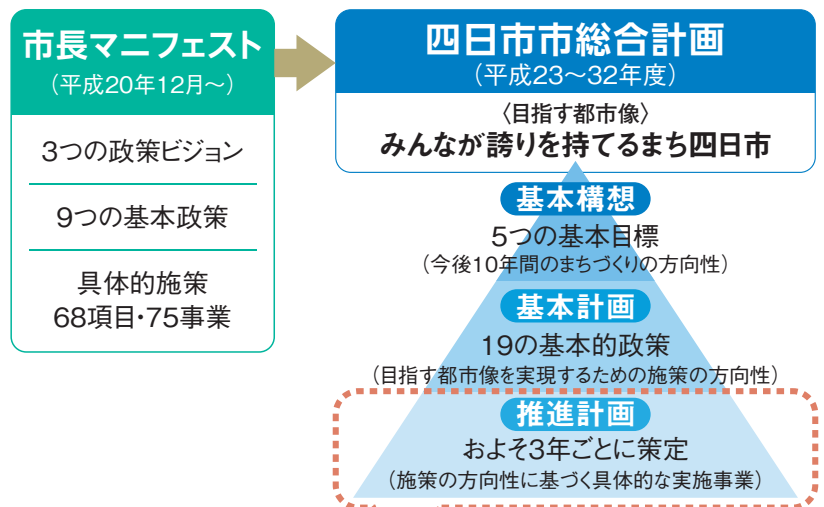 市長マニフェスト
（平成20年12月～）
3つの政策ビジョン
9つの基本政策
具体的施策
68項目・75事業
四日市市総合計画
（平成23～32年度）
〈目指す都市像〉
みんなが誇りを持てるまち四日市
基本構想
5つの基本目標
（今後10年間のまちづくりの方向性）
基本計画
19の基本的政策
（目指す都市像を実現するための施策の方向性）
推進計画
およそ3年ごとに策定
（施策の方向性に基づく具体的な実施事業）